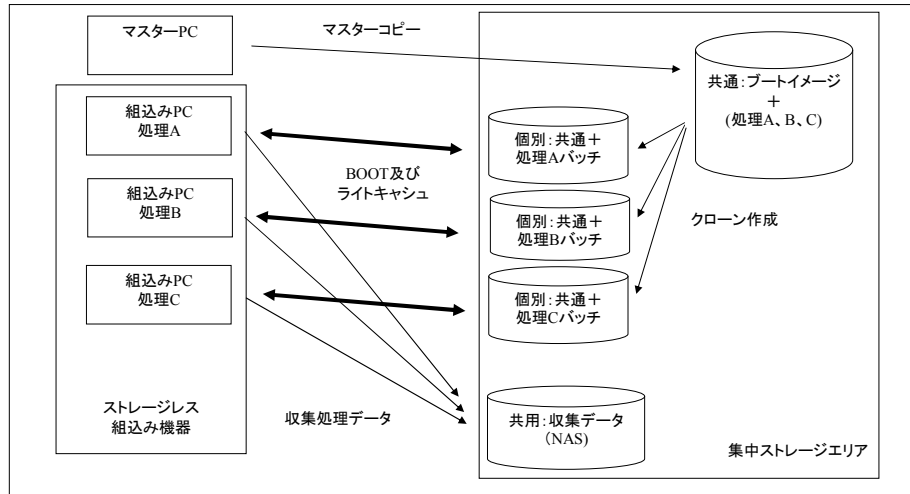 マスターPC
マスターコピー
共通：ブートイメージ
＋
(処理A、B、C)
組込みPC
処理A
個別：共通＋
処理Aバッチ
BOOT及び
ライトキャシュ
組込みPC
処理B
個別：共通＋
処理Bバッチ
クローン作成
組込みPC
処理C
個別：共通＋
処理Cバッチ
ストレージレス
組込み機器
収集処理データ
共用：収集データ
(NAS)
集中ストレージエリア